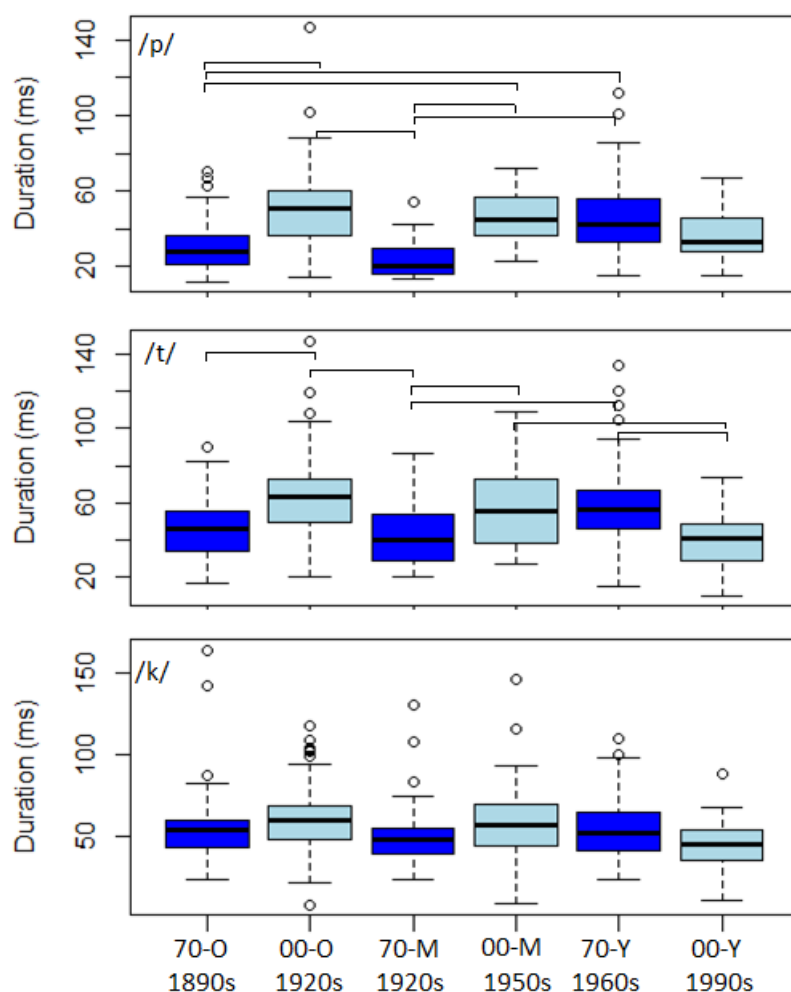 /p/
Duration (ms)
140
100
60
20
/t/
Duration (ms)
140
100
60
20
/k/
Duration (ms)
150
100
50
70-O 00-O 70-M 00-M 70-Y 00-Y
1890s 1920s 1920s 1950s 1960s 1990s